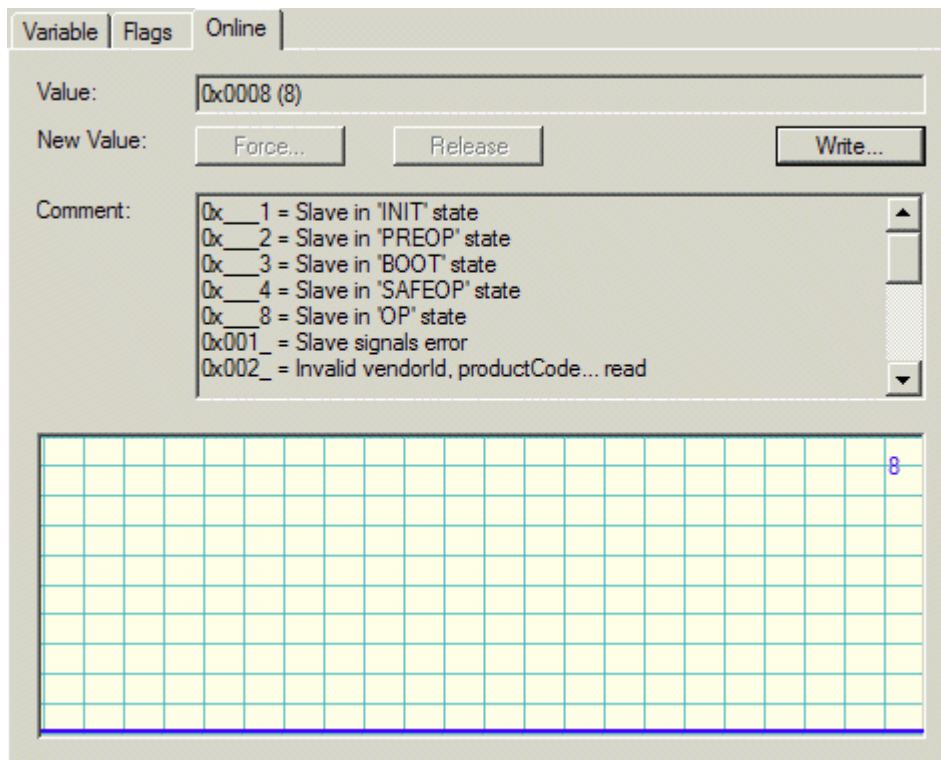 Variable Flags Online
Value: 0x0008 (8)
New Value: Force... Release Write...
Comment: 0x___1 = Slave in 'INIT' state
0x___2 = Slave in 'PREOP' state
0x___3 = Slave in 'BOOT' state
0x___4 = Slave in 'SAFEOP' state
0x___8 = Slave in 'OP' state
0x001_ = Slave signals error
0x002_ = Invalid vendorId, productCode... read
8